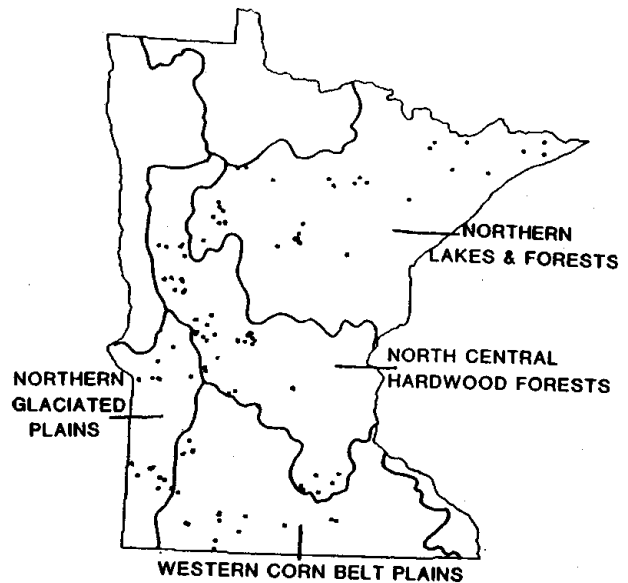 NORTHERN
LAKES & FORESTS
NORTH CENTRAL
HARDWOOD FORESTS
NORTHERN
GLACIATED
PLAINS
WESTERN CORN BELT PLAINS